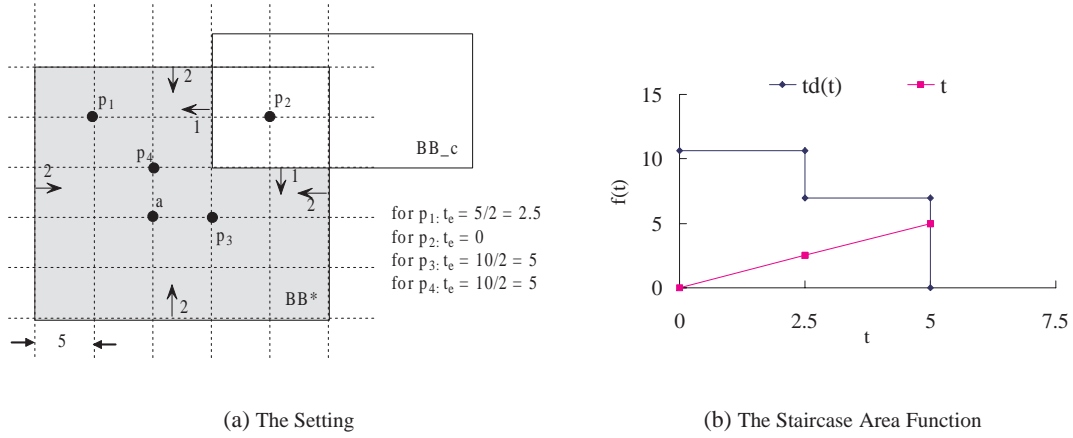 2
p1
p2
1
BB_c
p4
2
1
2
a
p3
for p1: te = 5/2 = 2.5
for p2: te = 0
for p3: te = 10/2 = 5
for p4: te = 10/2 = 5
2
BB*
5
(a) The Setting
td(t)
t
15
10
5
0
f(t)
0
2.5
5
7.5
t
(b) The Staircase Area Function